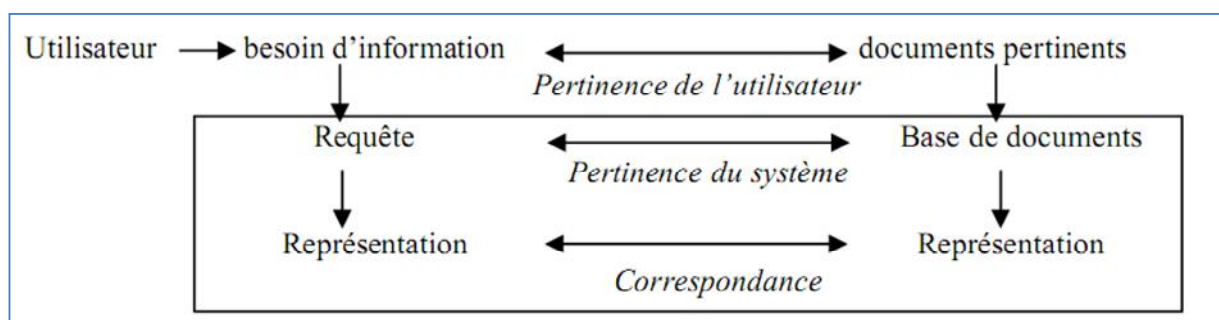 Utilisateur besoin d'information documents pertinents
Pertinence de l'utilisateur
Requête Base de documents
Pertinence du système
Représentation Représentation
Correspondance